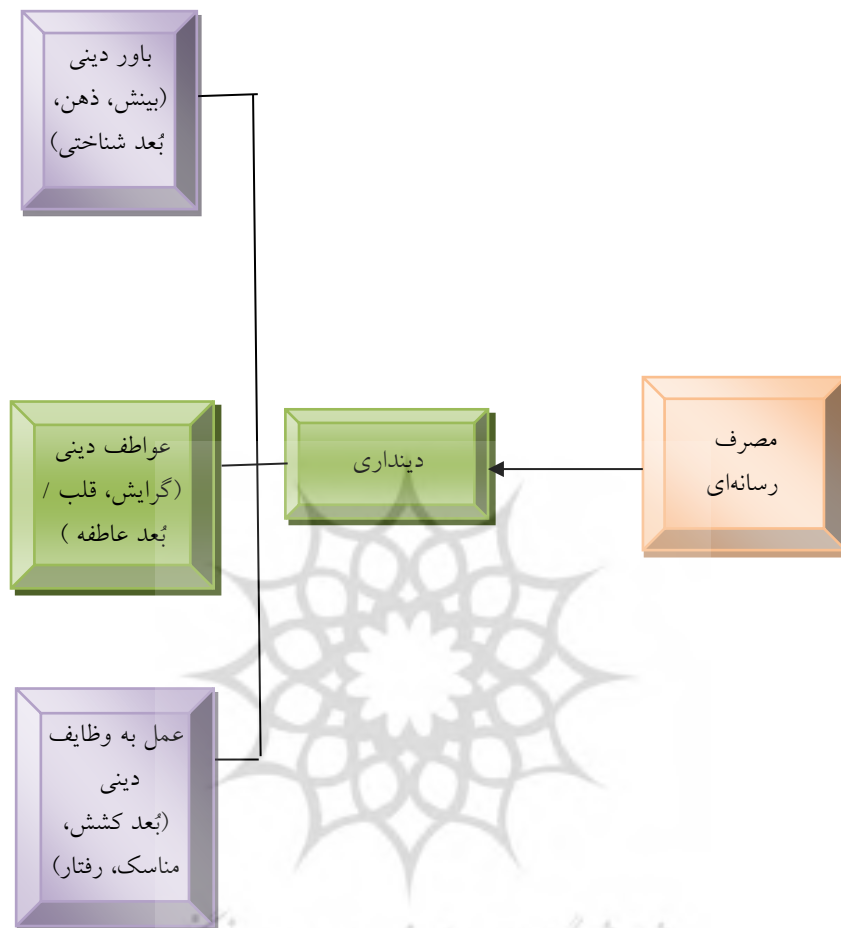 باور دینی
(بینش، ذهن،
بُعد شناختی)
مصرف
رسانه‌ای
دینداری
عواطف دینی
(گرایش، قلب /
بُعد عاطفه )
عمل به وظایف
دینی
(بُعد کشش،
مناسک، رفتار)